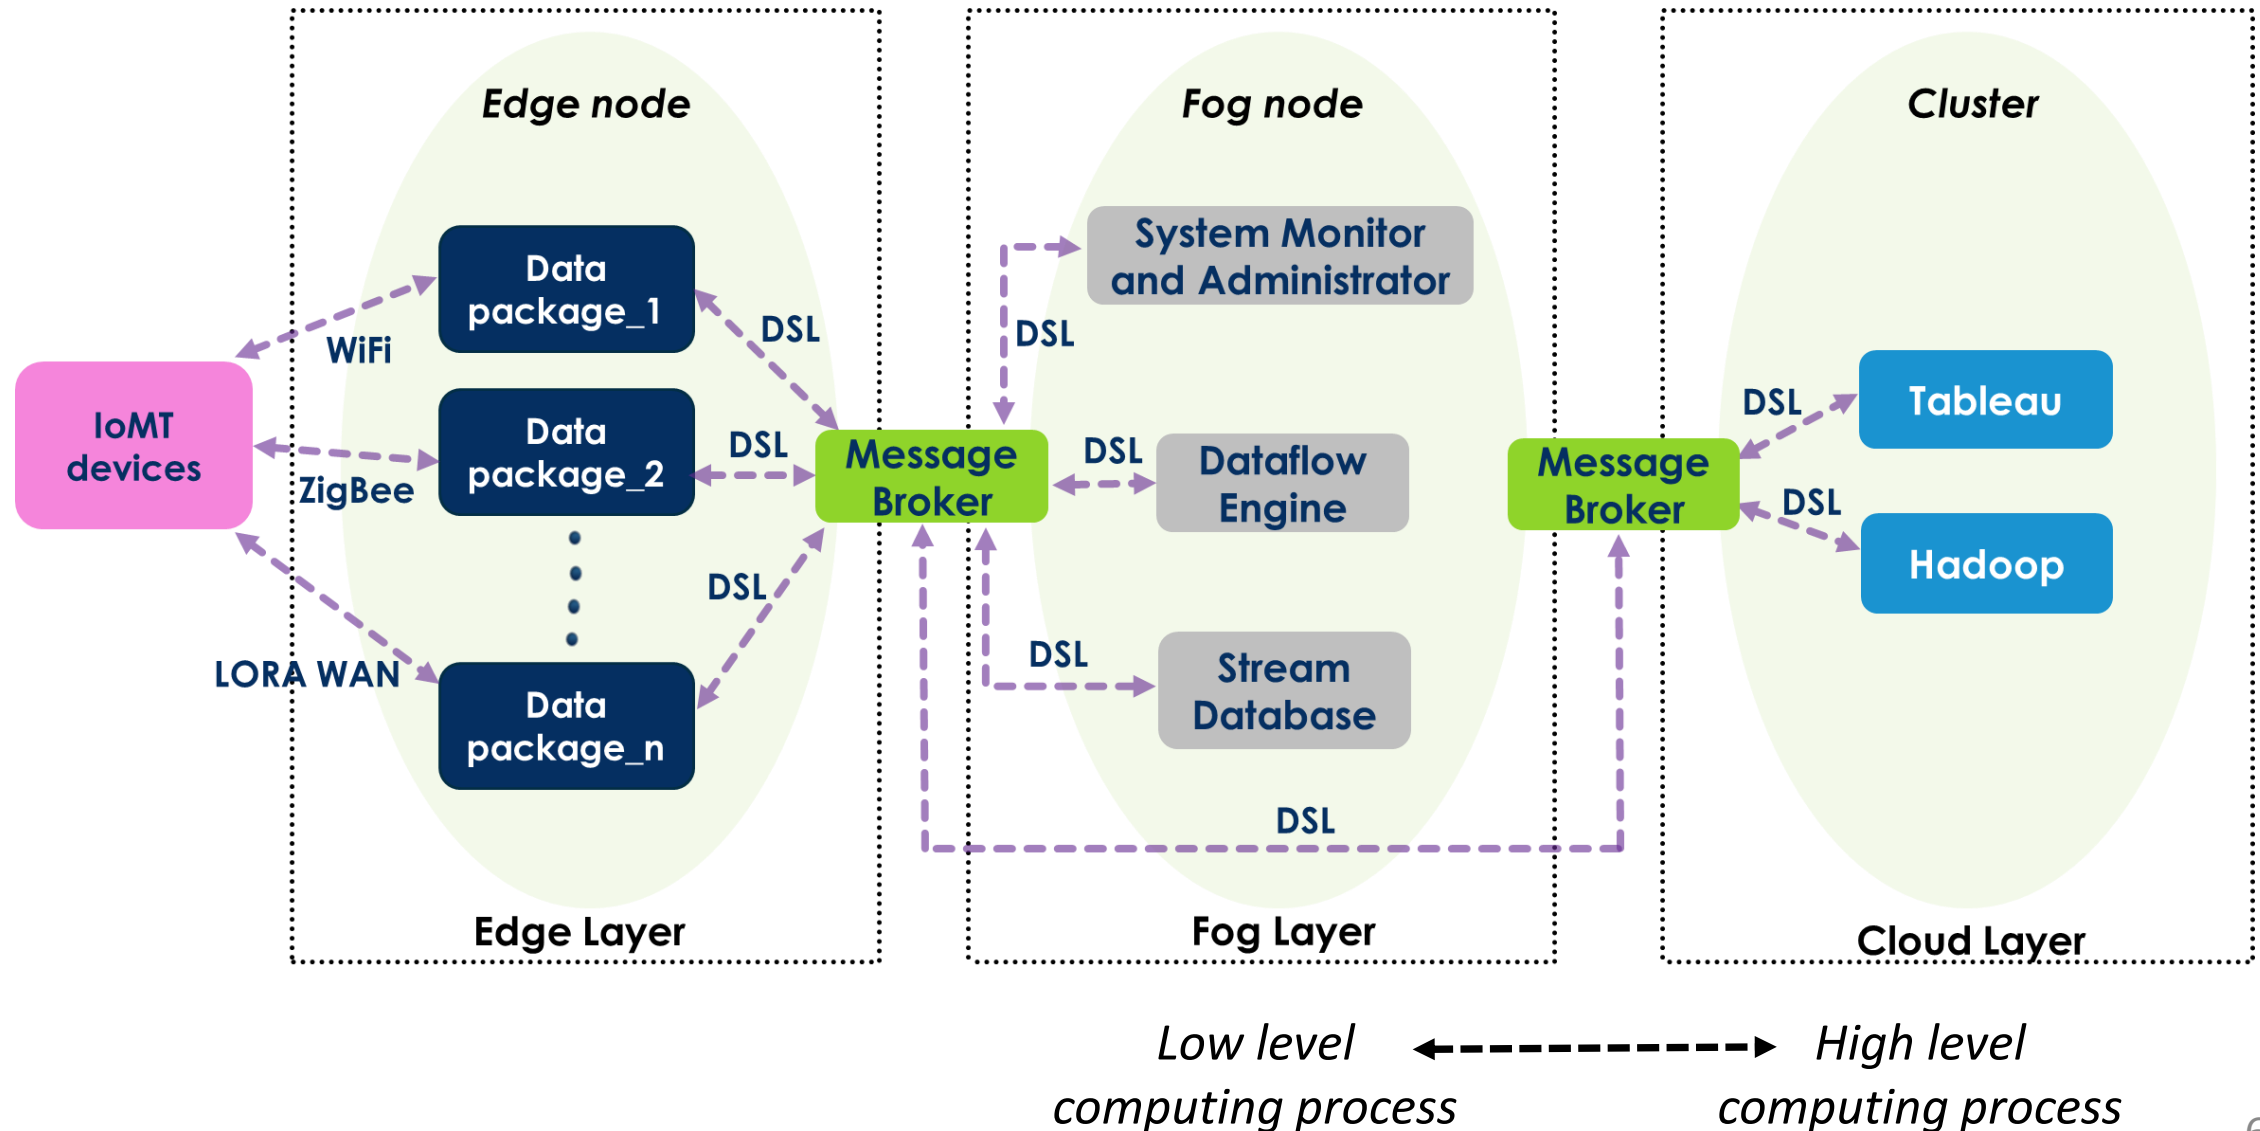 Edge node
Fog node
Cluster
System Monitor
and Administrator
Data
package_1
DSL
WiFi
DSL
IoMT
devices
Data
package_2
ZigBee
DSL
Message
Broker
DSL
Dataflow
Engine
Message
Broker
DSL
Tableau
DSL
Hadoop
LORA WAN
DSL
Data
package_n
DSL
Stream
Database
DSL
Edge Layer
Fog Layer
Cloud Layer
Low level
computing process
High level
computing process